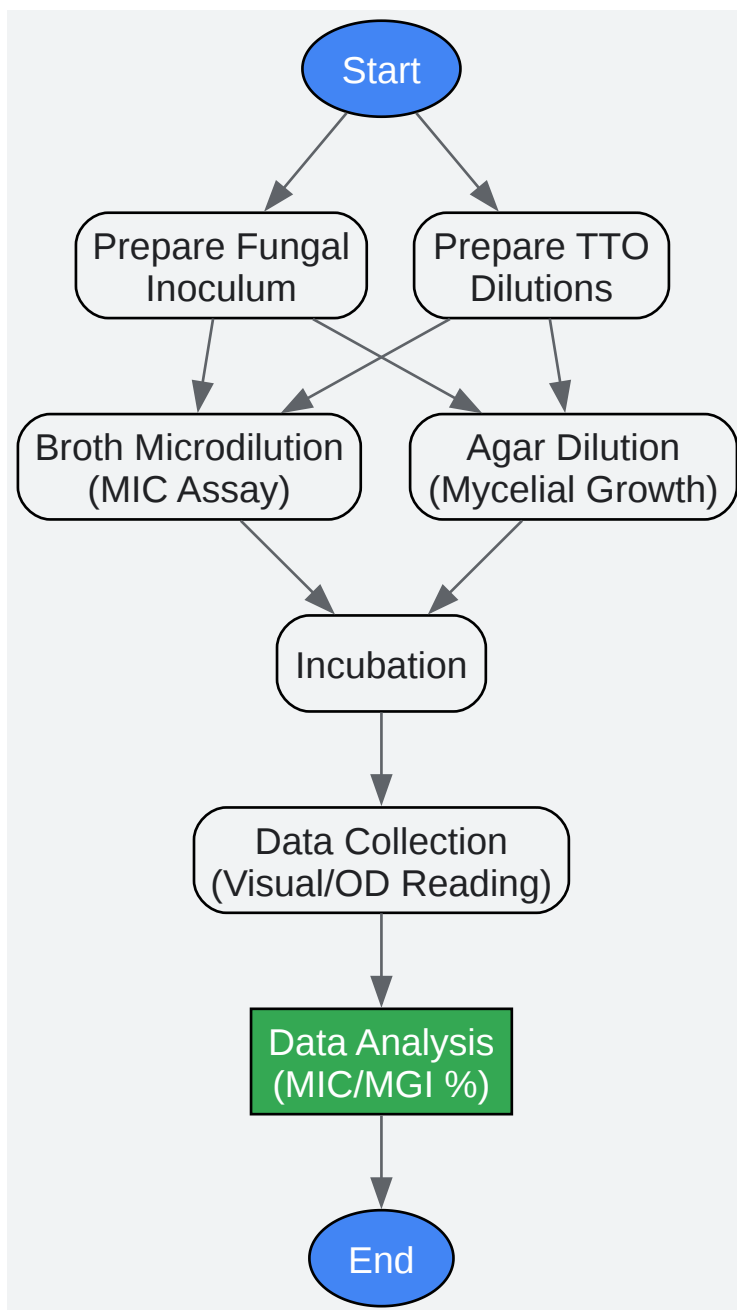 Start
Prepare Fungal
Inoculum
Prepare TTO
Dilutions
Broth Microdilution
(MIC Assay)
Agar Dilution
(Mycelial Growth)
Incubation
Data Collection
(Visual/OD Reading)
Data Analysis
(MIC/MGI %)
End